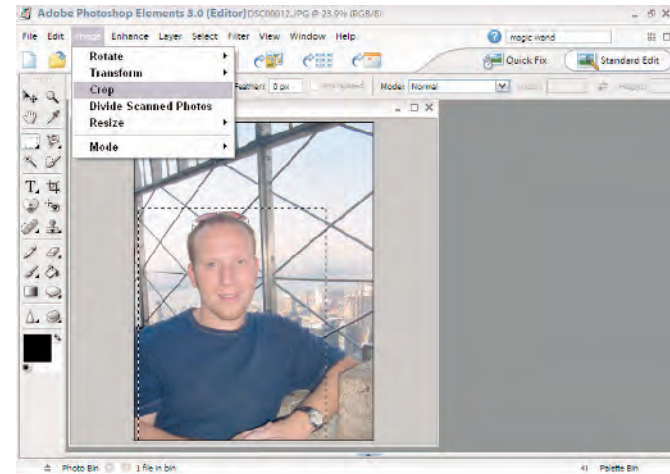 Adobe Photoshop Elements 3.0 (Editor) DSC00012.JPG @ 23.9% (RGB/8)
File Edit Image Enhance Layer Select Filter View Window Help magic wand
Quick Fix Standard Edit
Rotate
Transform
Crop
Divide Scanned Photos
Resize
Mode
Feather: 0 px Mode: Normal
Photo Bin 1 file in bin Palette Bin